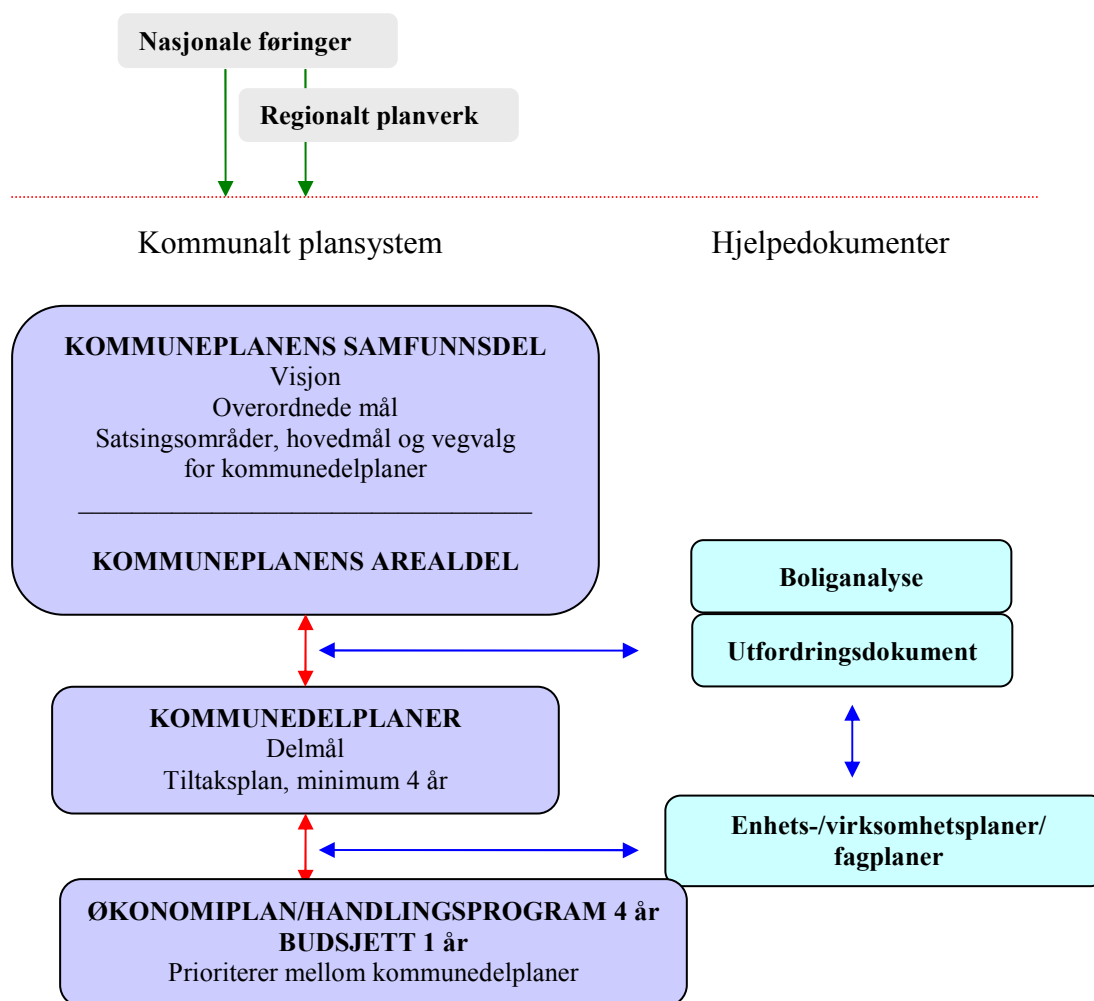 Nasjonale føringer
Regionalt planverk
Kommunalt plansystem
Hjelpedokumenter
KOMMUNEPLANENS SAMFUNNSDEL
Visjon
Overordnede mål
Satsingsområder, hovedmål og vegvalg
for kommunedelplaner
KOMMUNEPLANENS AREALDEL
Boliganalyse
Utfordringsdokument
KOMMUNEDELPLANER
Delmål
Tiltaksplan, minimum 4 år
Enhets-/virksomhetsplaner/
fagplaner
ØKONOMIPLAN/HANDLINGSPROGRAM 4 år
BUDSJETT 1 år
Prioriterer mellom kommunedelplaner